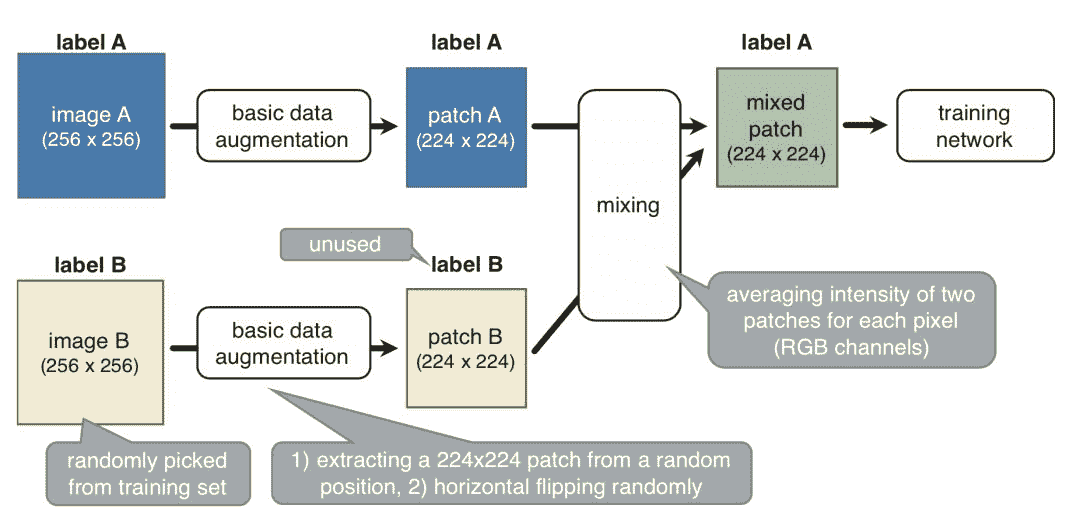 label A
image A
(256 x 256)
basic data
augmentation
label A
patch A
(224 x 224)
mixing
label A
mixed
patch
(224 x 224)
training
network
label B
image B
(256 x 256)
basic data
augmentation
unused
label B
patch B
(224 x 224)
averaging intensity of two
patches for each pixel
(RGB channels)
randomly picked
from training set
1) extracting a 224x224 patch from a random
position, 2) horizontal flipping randomly